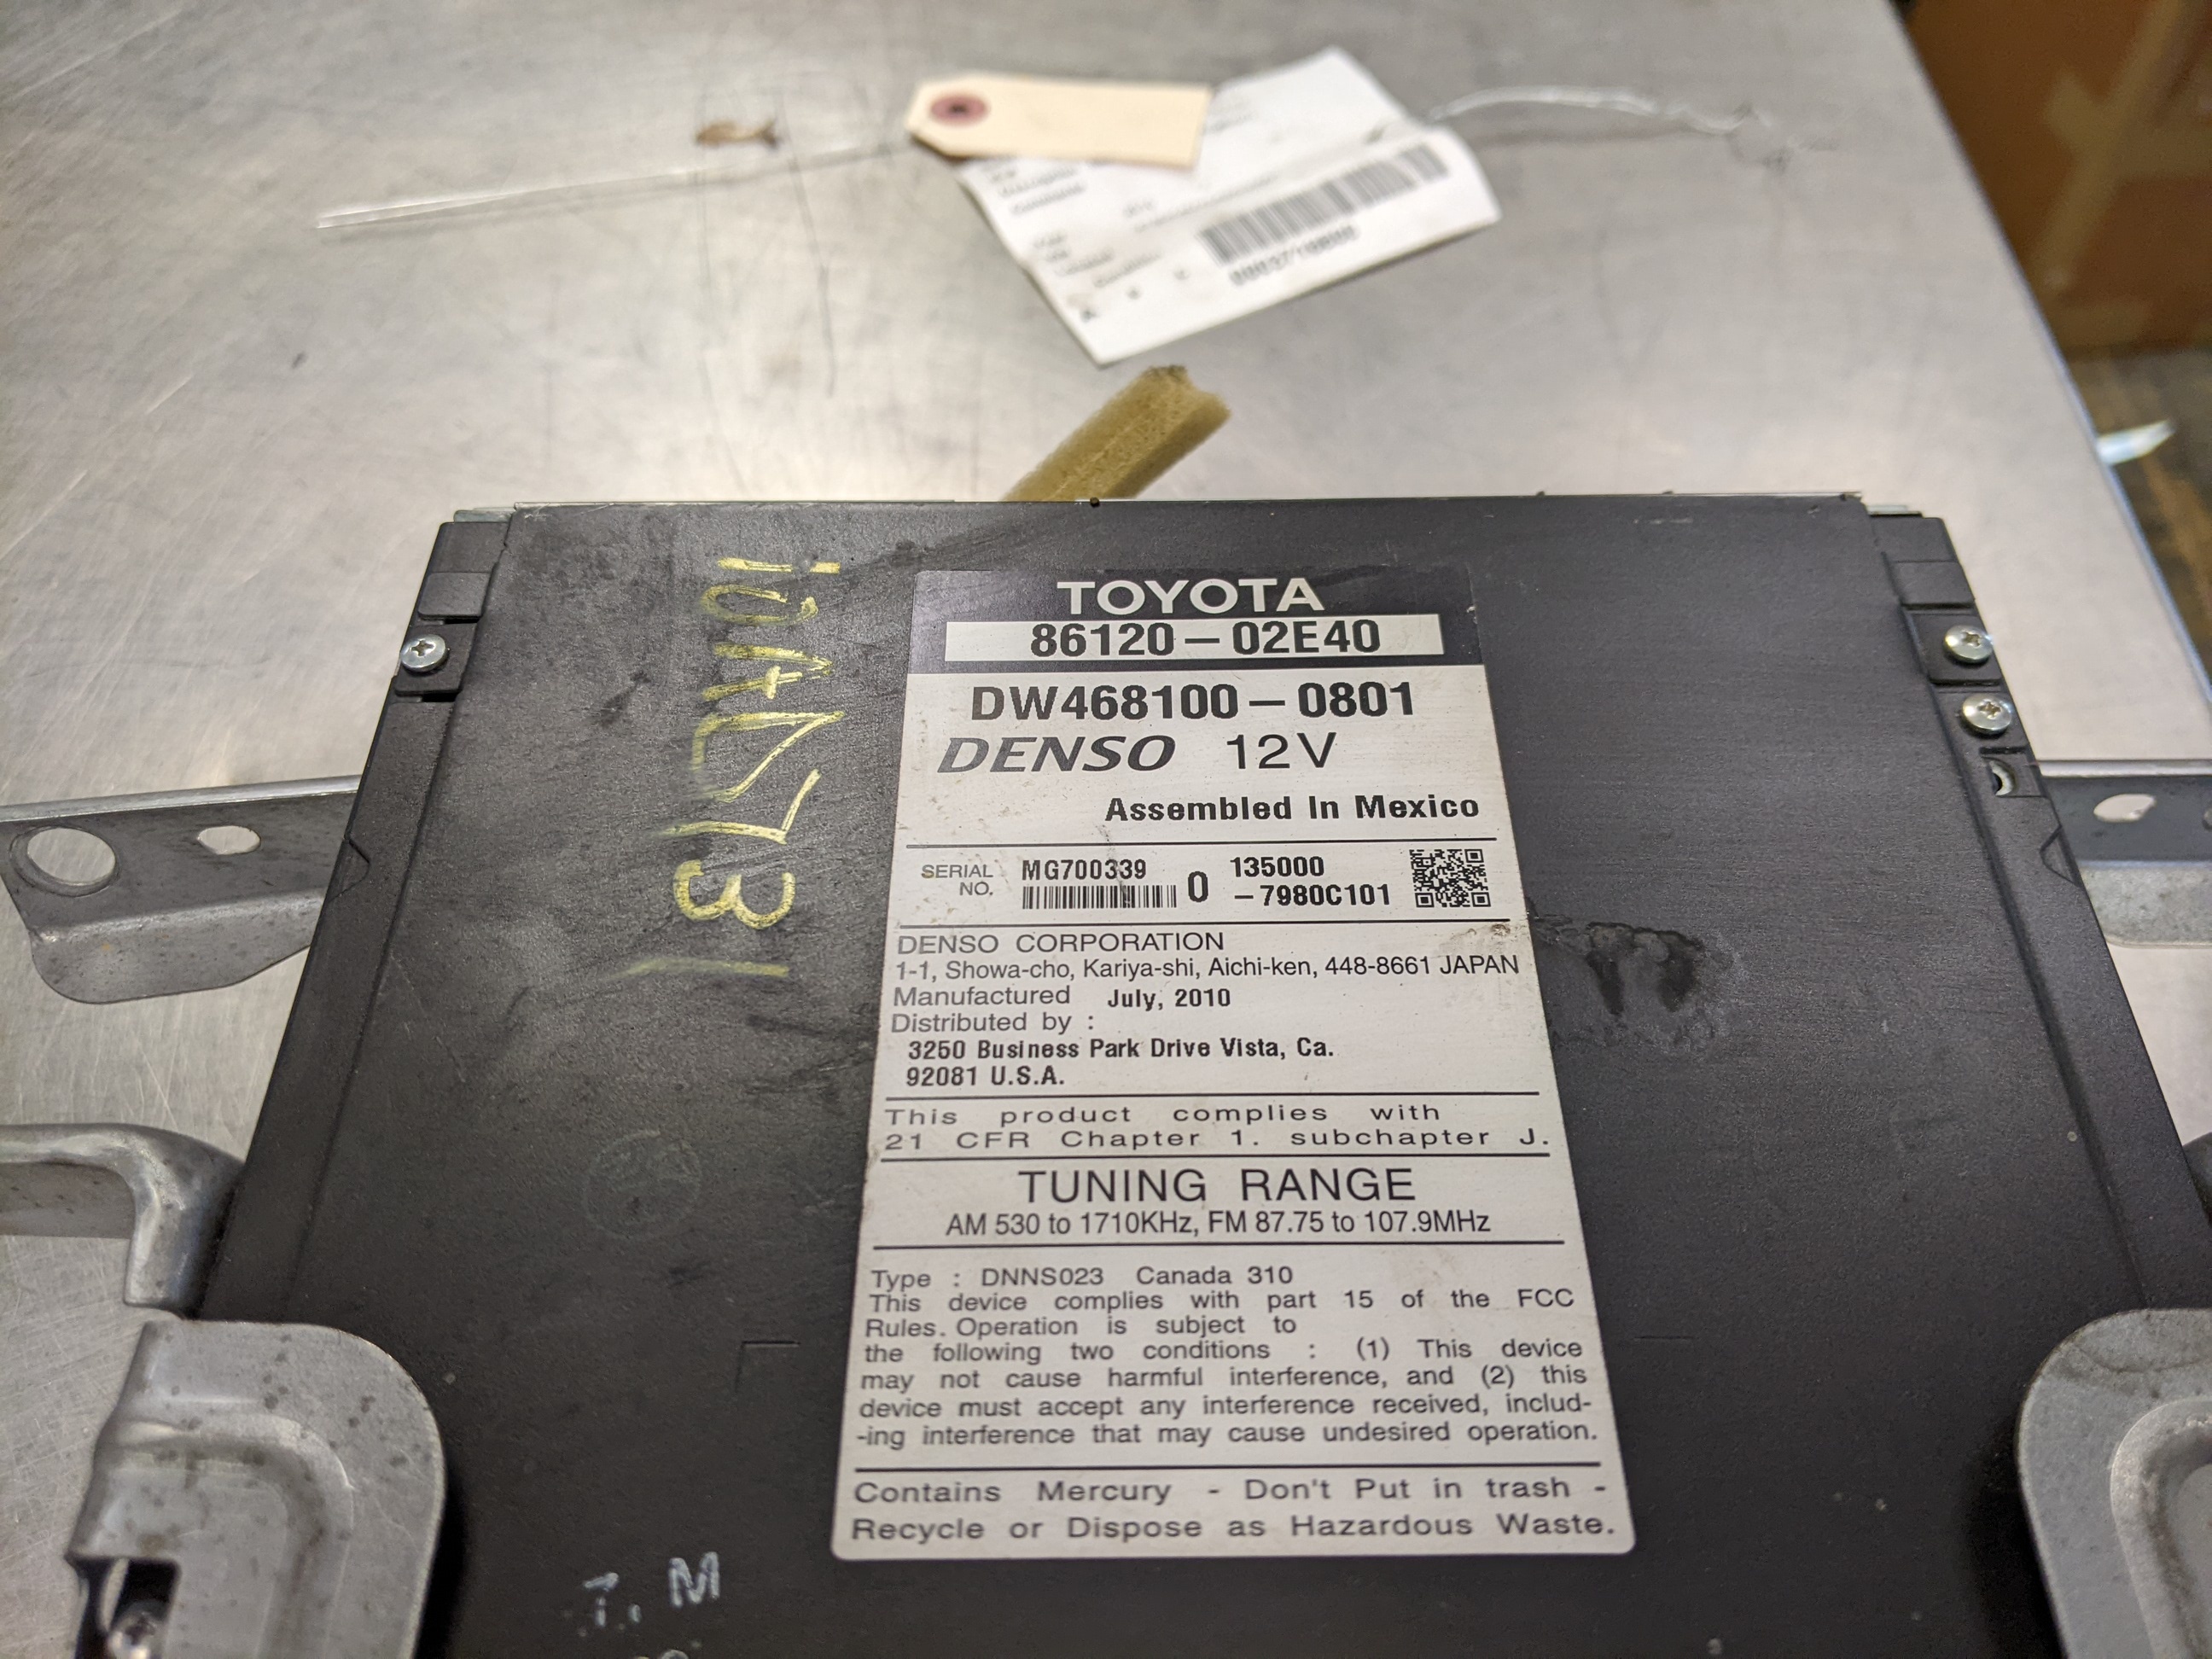 TOYOTA
86120-02E40
DW468100-0801
DENSO 12V
Assembled In Mexico
SERIAL NO. MG700339 0 135000
-7980C101
DENSO CORPORATION
1-1, Showa-cho, Kariya-shi, Aichi-ken, 448-8661 JAPAN
Manufactured July, 2010
Distributed by :
3250 Business Park Drive Vista, Ca.
92081 U.S.A.
This product complies with
21 CFR Chapter 1. subchapter J.
TUNING RANGE
AM 530 to 1710KHz, FM 87.75 to 107.9MHz
Type : DNNS023 Canada 310
This device complies with part 15 of the FCC
Rules. Operation is subject to
the following two conditions : (1) This device
may not cause harmful interference, and (2) this
device must accept any interference received, includ-
-ing interference that may cause undesired operation.
Contains Mercury - Don't Put in trash -
Recycle or Dispose as Hazardous Waste.